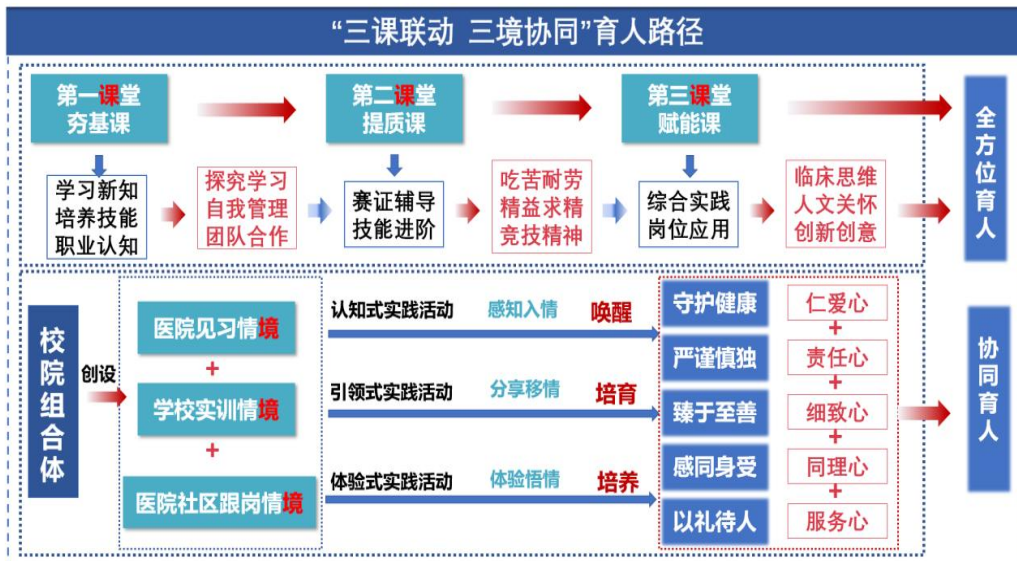 “三课联动 三境协同”育人路径
第一课堂
夯基课
第二课堂
提质课
第三课堂
赋能课
学习新知
培养技能
职业认知
探究学习
自我管理
团队合作
赛证辅导
技能进阶
吃苦耐劳
精益求精
竞技精神
综合实践
岗位应用
临床思维
人文关怀
创新创意
全方位育人
校院组合体
创设
医院见习情境
+
学校实训情境
+
医院社区跟岗情境
认知式实践活动 感知入情 唤醒
引领式实践活动 分享移情 培育
体验式实践活动 体验悟情 培养
守护健康
严谨慎独
臻于至善
感同身受
以礼待人
仁爱心
+
责任心
+
细致心
+
同理心
+
服务心
协同育人